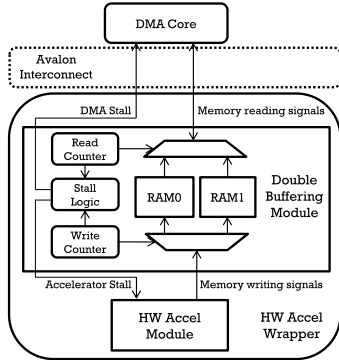 DMA Core
Avalon
Interconnect
DMA Stall
Memory reading signals
Read
Counter
Stall
Logic
Write
Counter
RAM0
RAM1
Double
Buffering
Module
Accelerator Stall
Memory writing signals
HW Accel
Module
HW Accel
Wrapper